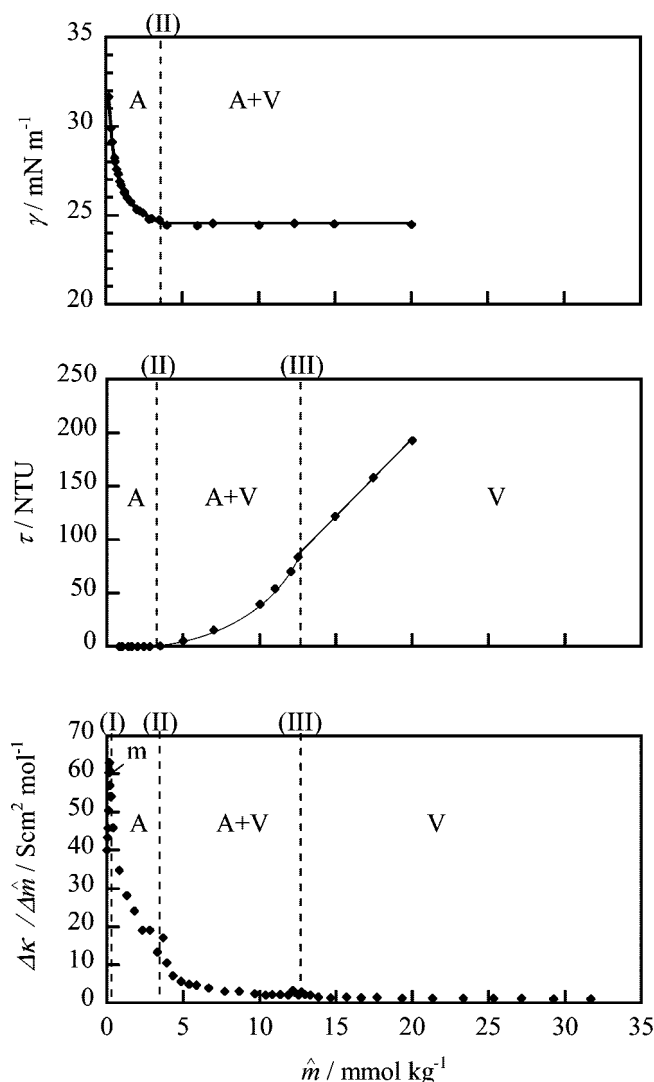 (II)
35
A A+V
30
25
20
γ / mN m-1
(II) (III)
250
200
150
A A+V V
100
50
0
τ / NTU
(I) (II) (III)
70
m
60
50
A A+V V
40
30
20
10
0
Δκ / Δm̂ / Scm2 mol-1
0 5 10 15 20 25 30 35
m̂ / mmol kg-1